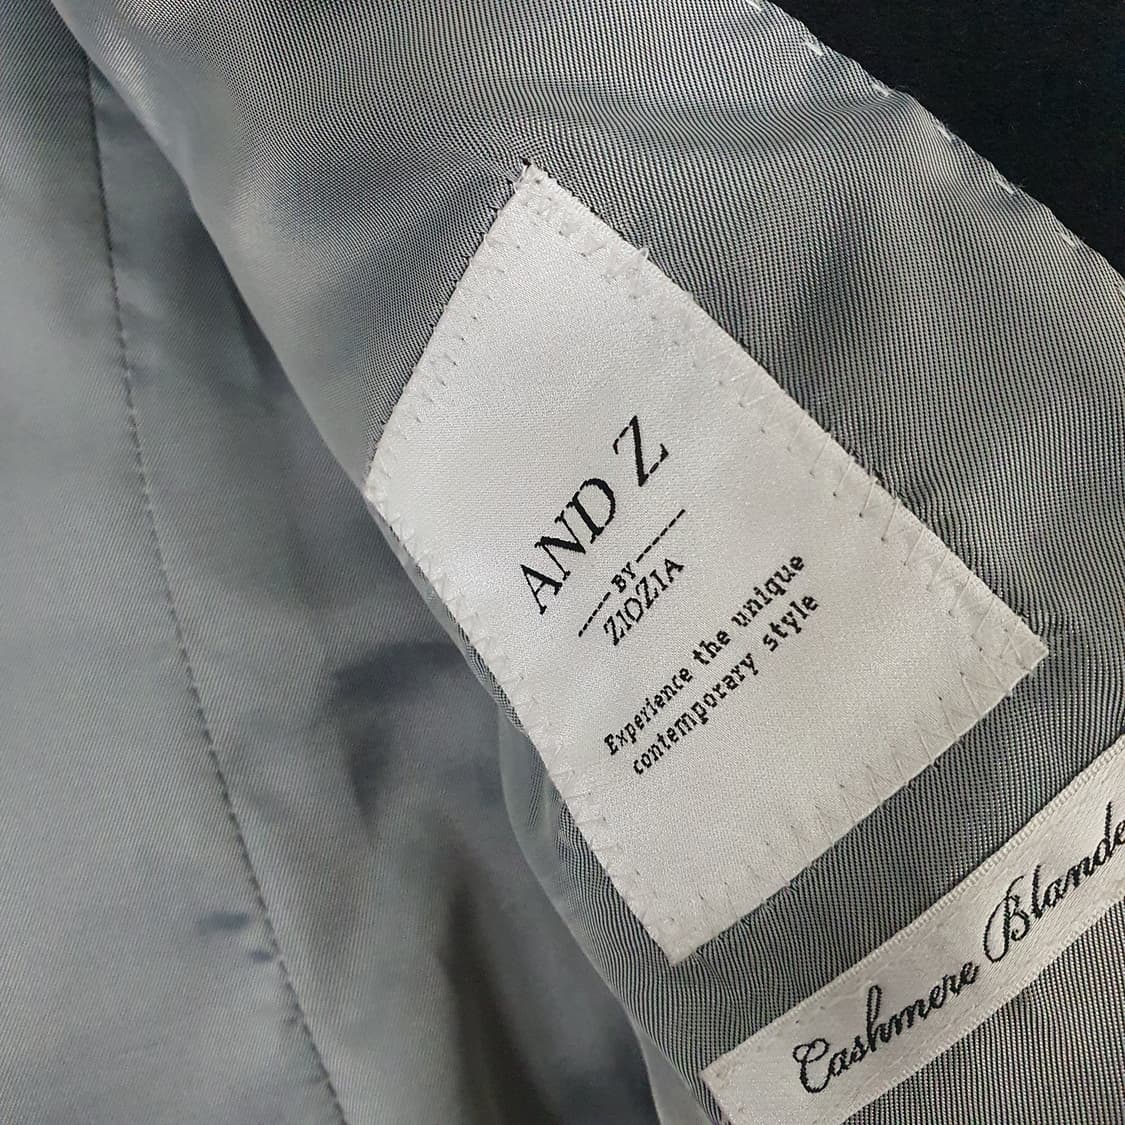 AND Z
BY
ZIOZIA
Experience the unique
contemporary style
Cashmere Blande